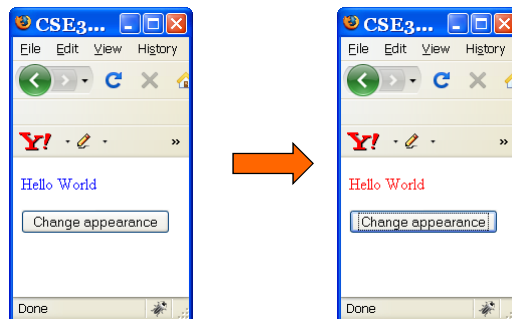 CSE3...
File Edit View History
Y!
»
Hello World
Change appearance
Done
CSE3...
File Edit View History
Y!
»
Hello World
Change appearance
Done